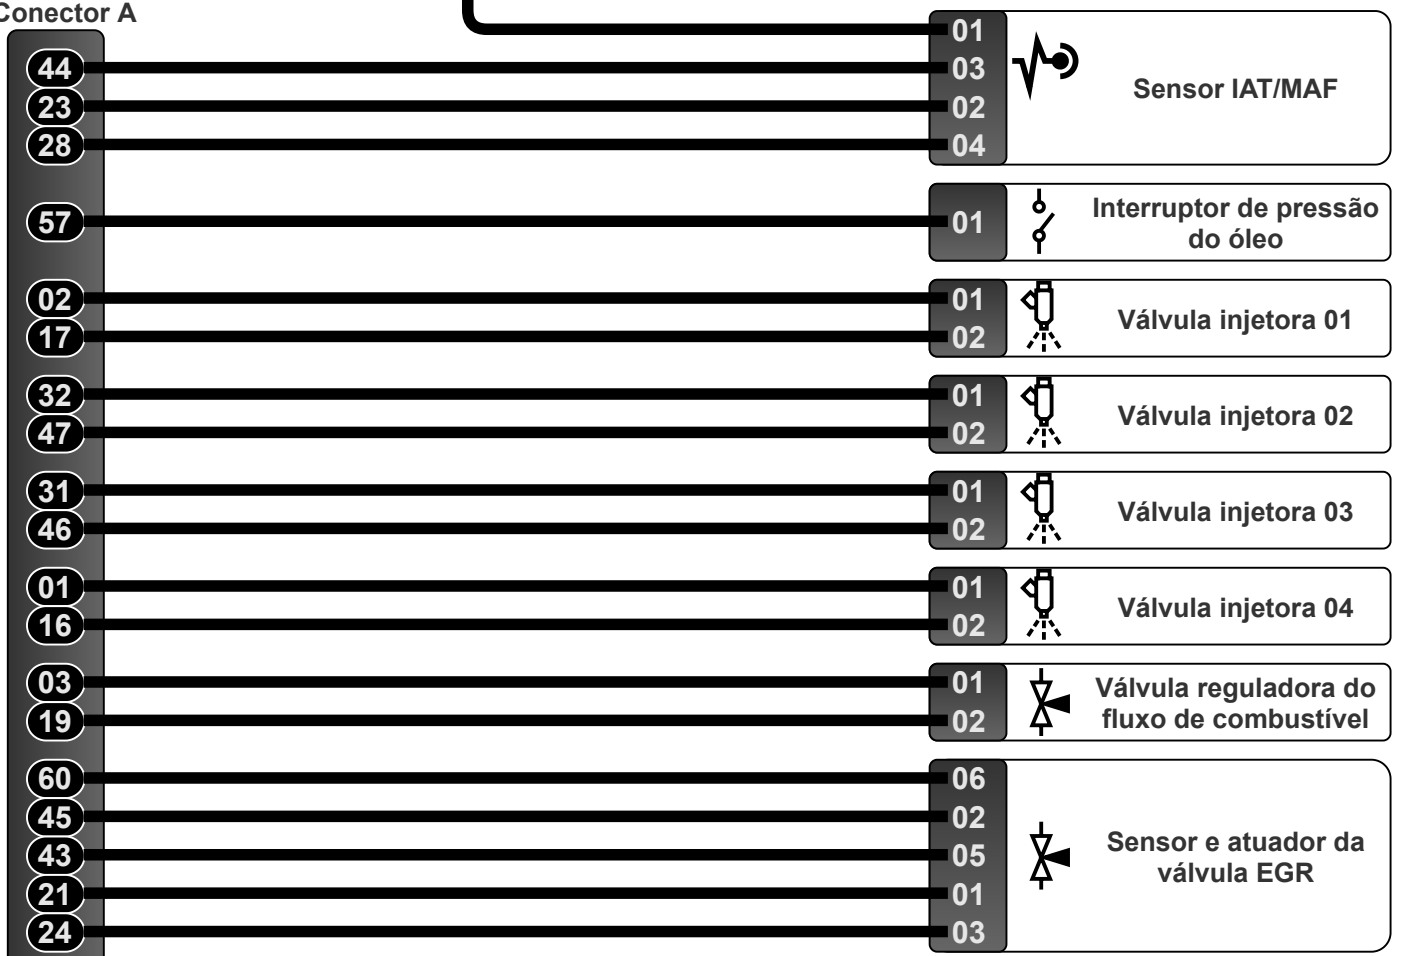 Conector A
01
44 03
23 02
28 04
Sensor IAT/MAF
57 01
Interruptor de pressão
do óleo
02 01
17 02
Válvula injetora 01
32 01
47 02
Válvula injetora 02
31 01
46 02
Válvula injetora 03
01 01
16 02
Válvula injetora 04
03 01
19 02
Válvula reguladora do
fluxo de combustível
60 06
45 02
43 05
21 01
24 03
Sensor e atuador da
válvula EGR